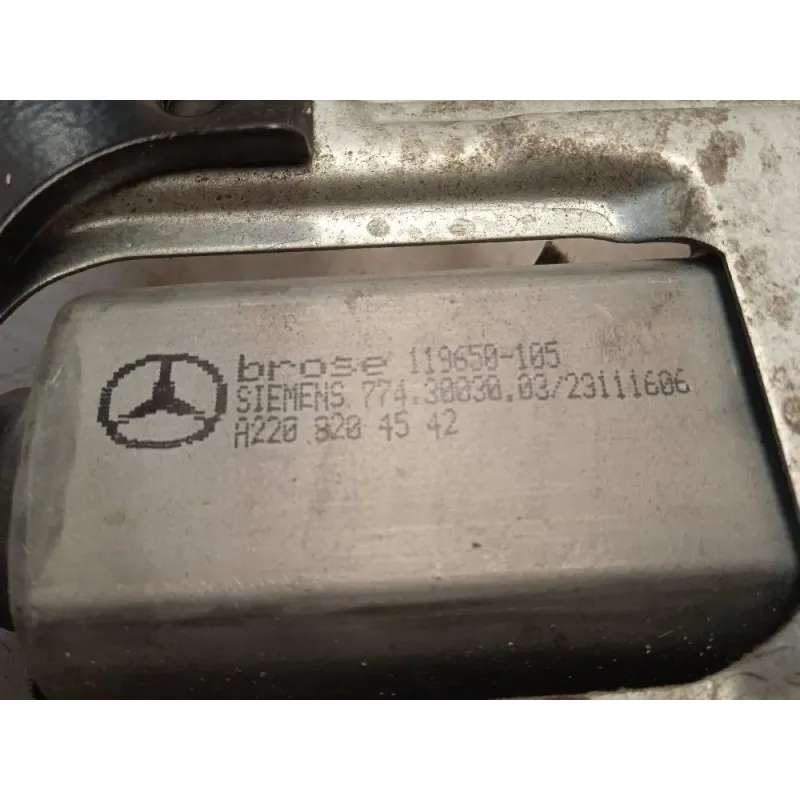 brose 119650-105
SIEMENS 774.30030.03/23111606
A220 820 45 42